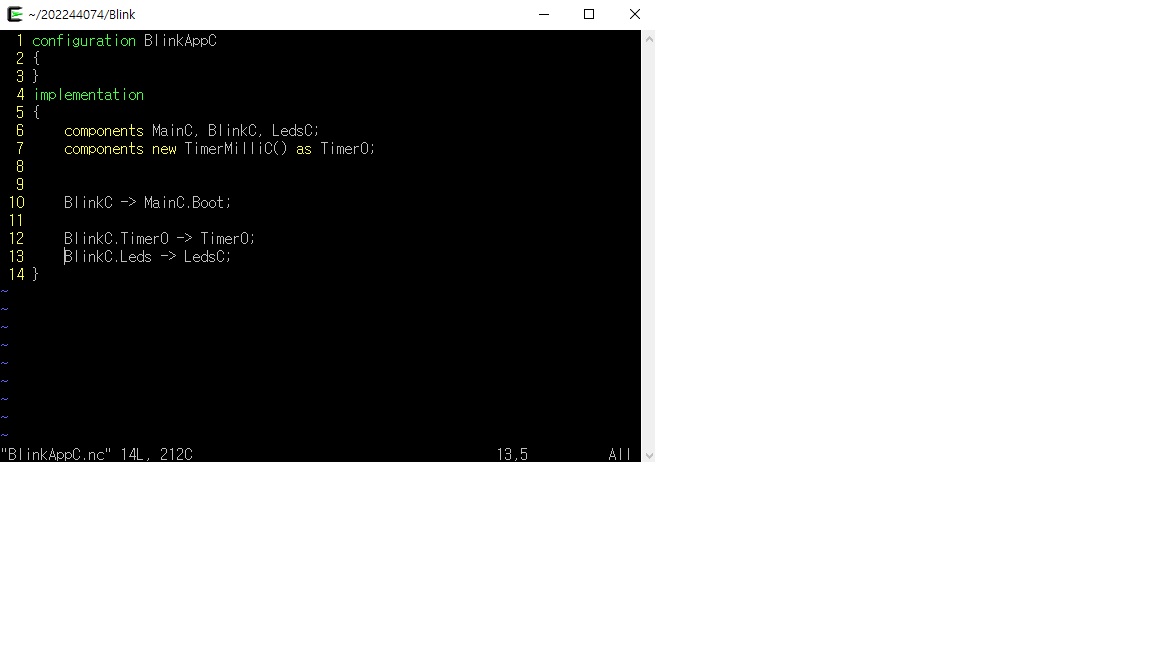 ~/202244074/Blink
1 configuration BlinkAppC
2 {
3 }
4 implementation
5 {
6     components MainC, BlinkC, LedsC;
7     components new TimerMilliC() as Timer0;
8
9
10     BlinkC -> MainC.Boot;
11
12     BlinkC.Timer0 -> Timer0;
13     BlinkC.Leds -> LedsC;
14 }
~
~
~
~
~
~
~
~
~
"BlinkAppC.nc" 14L, 212C 13,5 All